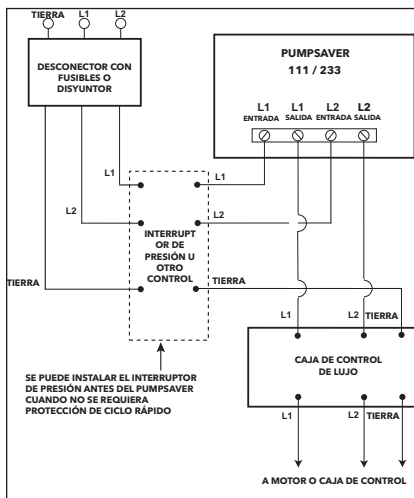 TIERRA L1 L2
DESCONECTOR CON
FUSIBLES O
DISYUNTOR
PUMPSAVER
111 / 233
L1 L1 L2 L2
ENTRADA SALIDA ENTRADA SALIDA
L1 L1
L2 L2
INTERRUPT
OR DE
PRESIÓN U
OTRO
CONTROL
TIERRA TIERRA
L1 L2 TIERRA
CAJA DE CONTROL
DE LUJO
L1 L2 TIERRA
SE PUEDE INSTALAR EL INTERRUPTOR
DE PRESIÓN ANTES DEL PUMPSAVER
CUANDO NO SE REQUIERA
PROTECCIÓN DE CICLO RÁPIDO
A MOTOR O CAJA DE CONTROL